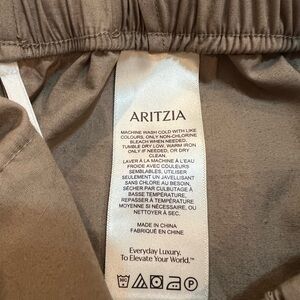 ARITZIA
MACHINE WASH COLD WITH LIKE
COLOURS, ONLY NON-CHLORINE
BLEACH WHEN NEEDED,
TUMBLE DRY LOW, WARM IRON
ONLY IF NEEDED, OR DRY
CLEAN.
LAVER À LA MACHINE À L'EAU
FROIDE AVEC COULEURS
SEMBLABLES, UTILISER
SEULEMENT UN JAVELLISANT
SANS CHLORE AU BESOIN,
SÉCHER PAR CULBUTAGE À
BASSE TEMPÉRATURE,
REPASSER À TEMPÉRATURE
MOYENNE SI NÉCESSAIRE, OU
NETTOYER À SEC.
MADE IN CHINA
FABRIQUÉ EN CHINE
Everyday Luxury.
To Elevate Your World.™